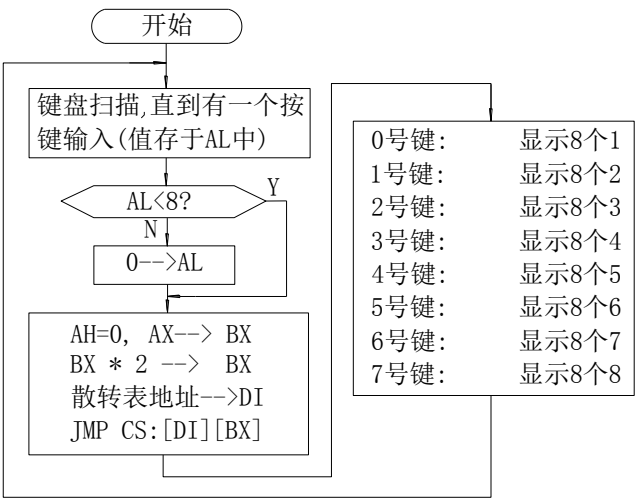 开始
键盘扫描,直到有一个按
键输入(值存于AL中)
AL<8?
Y
N
0-->AL
AH=0, AX--> BX
BX * 2 --> BX
散转表地址-->DI
JMP CS:[DI][BX]
0号键: 显示8个1
1号键: 显示8个2
2号键: 显示8个3
3号键: 显示8个4
4号键: 显示8个5
5号键: 显示8个6
6号键: 显示8个7
7号键: 显示8个8